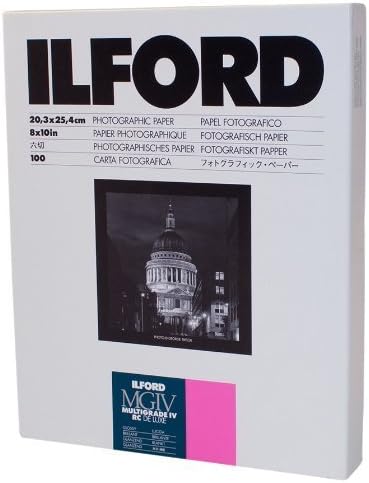 ILFORD
20,3x25,4cm PHOTOGRAPHIC PAPER PAPEL FOTOGRAFICO
8x10in PAPIER PHOTOGRAPHIQUE FOTOGRAFISCH PAPIER
六切 PHOTOGRAPHISCHES PAPIER FOTOGRAFISKT PAPPER
100 CARTA FOTOGRAFICA フォトグラフィック・ペーパー
ILFORD
MGIV
MULTIGRADE IV
RC DE LUXE
GLOSSY